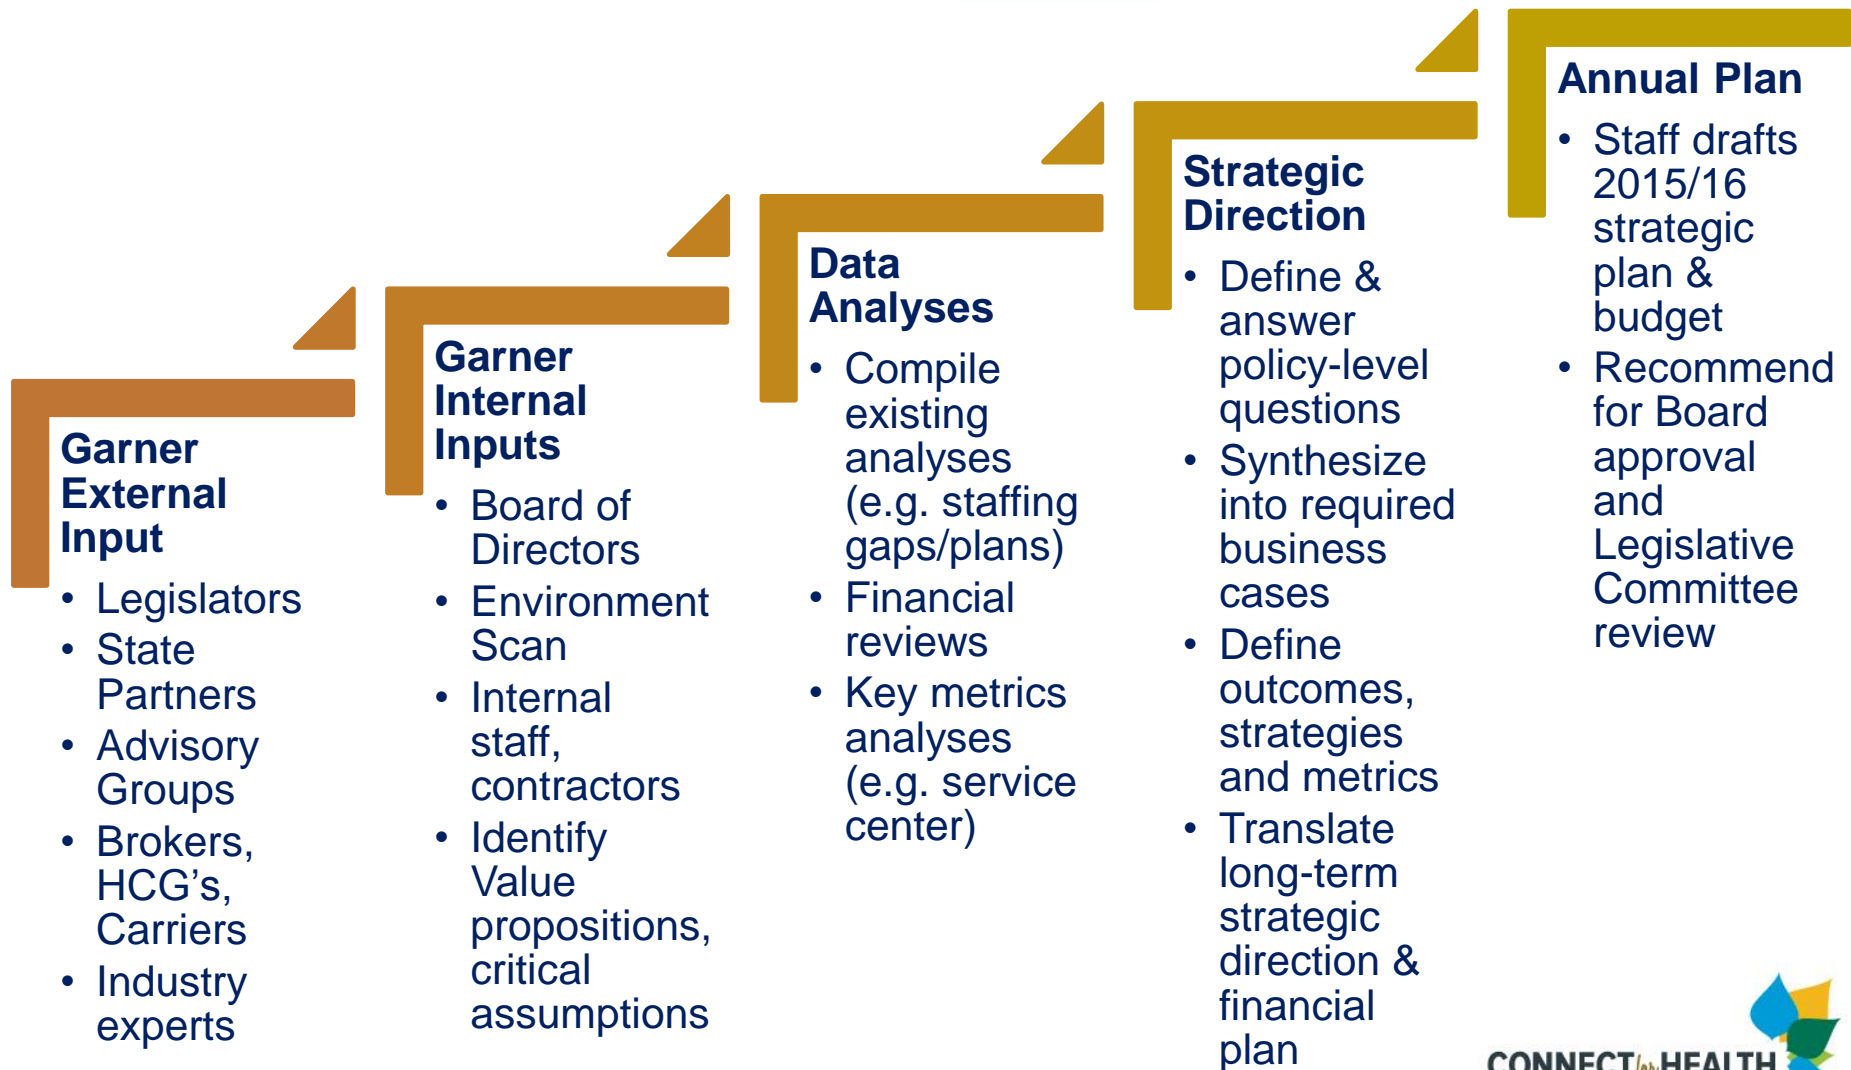 Garner
External
Input
• Legislators
• State
Partners
• Advisory
Groups
• Brokers,
HCG's,
Carriers
• Industry
experts
Garner
Internal
Inputs
• Board of
Directors
• Environment
Scan
• Internal
staff,
contractors
• Identify
Value
propositions,
critical
assumptions
Data
Analyses
• Compile
existing
analyses
(e.g. staffing
gaps/plans)
• Financial
reviews
• Key metrics
analyses
(e.g. service
center)
Strategic
Direction
• Define &
answer
policy-level
questions
• Synthesize
into required
business
cases
• Define
outcomes,
strategies
and metrics
• Translate
long-term
strategic
direction &
financial
plan
Annual Plan
• Staff drafts
2015/16
strategic
plan &
budget
• Recommend
for Board
approval
and
Legislative
Committee
review
CONNECT for HEALTH